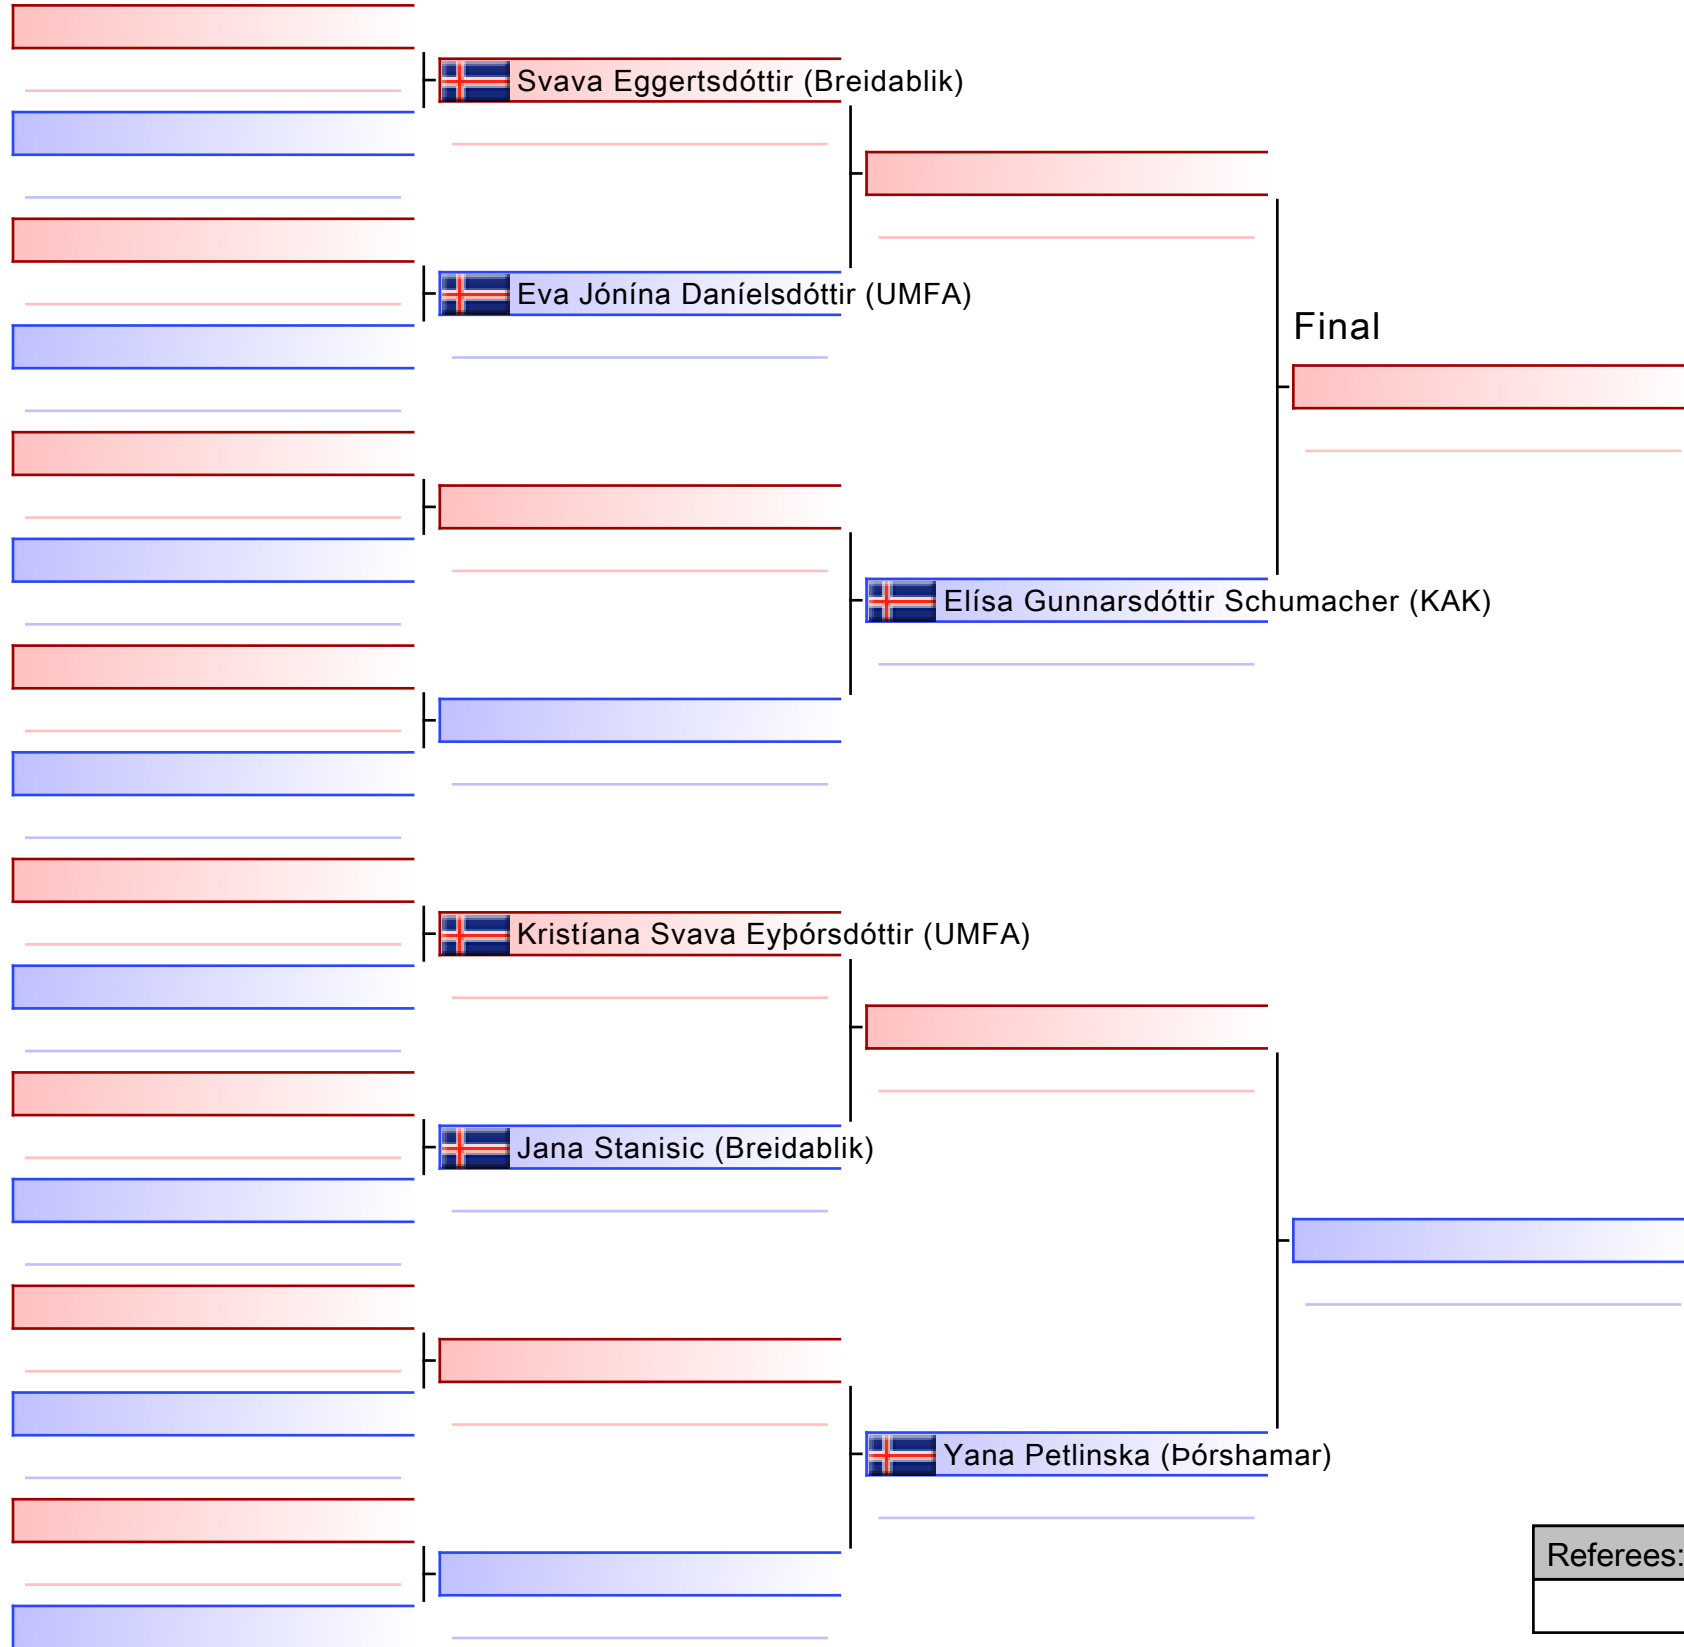 Svava Eggertsdóttir (Breidablik)
Eva Jónína Daníelsdóttir (UMFA)
Final
Elísa Gunnarsdóttir Schumacher (KAK)
Kristíana Svava Eyþórsdóttir (UMFA)
Jana Stanisic (Breidablik)
Yana Petlinska (Þórshamar)
Referees: